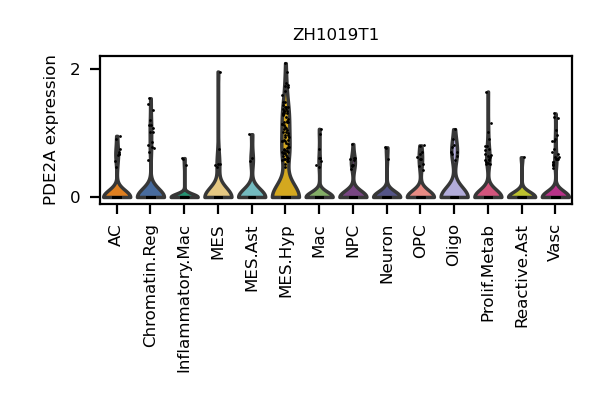 ZH1019T1
PDE2A expression
2
0
AC
Chromatin.Reg
Inflammatory.Mac
MES
MES.Ast
MES.Hyp
Mac
NPC
Neuron
OPC
Oligo
Prolif.Metab
Reactive.Ast
Vasc